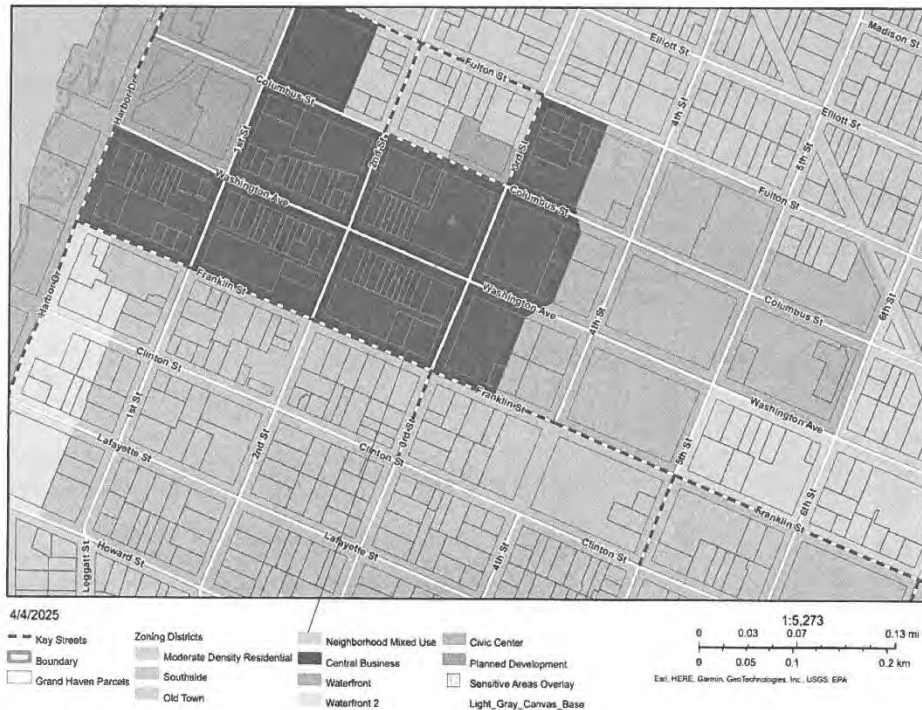 Madison St
Elliott St
Fulton St
4th St
Elliott St
Columbus St
Harbor Dr
1st St
2nd St
3rd St
5th St
Columbus St
Fulton St
Washington Ave
Franklin St
Washington Ave
4th St
Columbus St
6th St
Harbor Dr
Clinton St
1st St
2nd St
3rd St
Franklin St
Washington Ave
Lafayette St
Clinton St
5th St
6th St
Franklin St
Howard St
Leggatt St
Lafayette St
4th St
Clinton St
4/4/2025
Key Streets
Boundary
Grand Haven Parcels
Zoning Districts
Moderate Density Residential
Southside
Old Town
Neighborhood Mixed Use
Central Business
Waterfront
Waterfront 2
Civic Center
Planned Development
Sensitive Areas Overlay
Light_Gray_Canvas_Base
1:5,273
0 0.03 0.07 0.13 mi
0 0.05 0.1 0.2 km
Esri, HERE, Garmin, GeoTechnologies, Inc., USGS, EPA